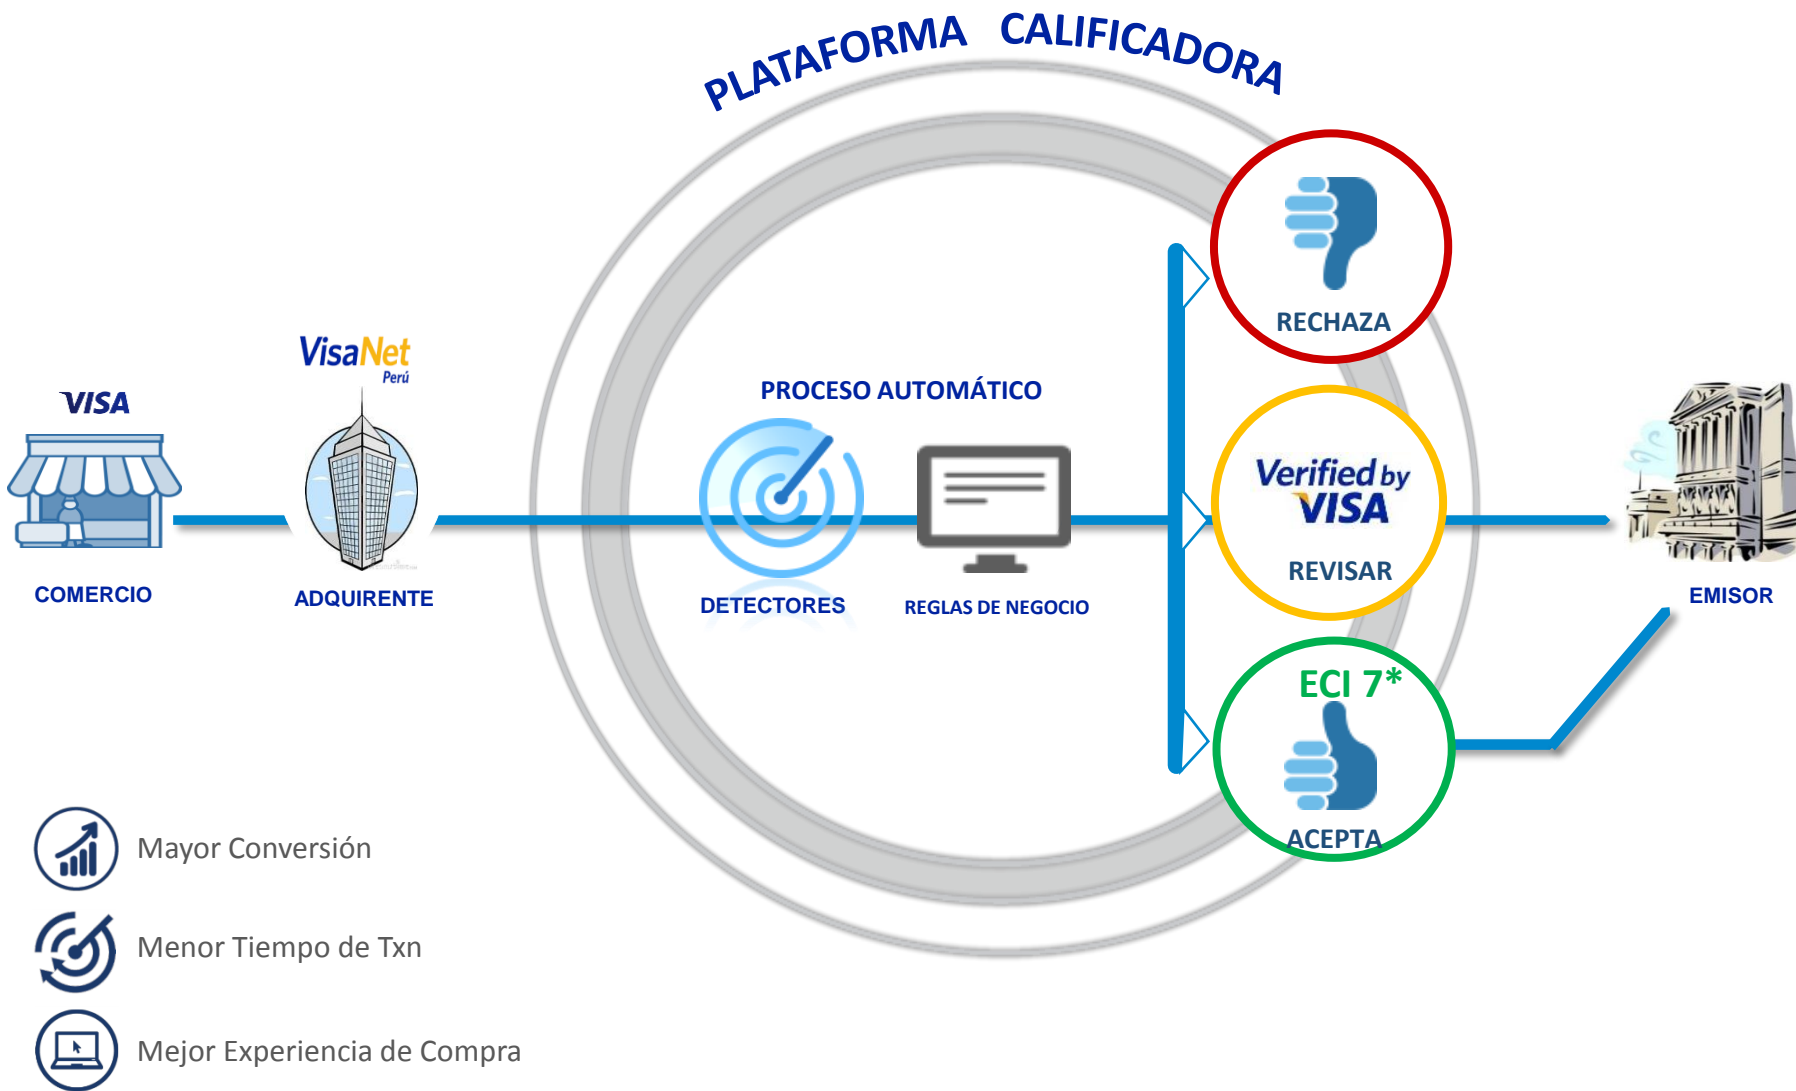 PLATAFORMA CALIFICADORA
RECHAZA
VisaNet
Perú
VISA
PROCESO AUTOMÁTICO
Verified by
VISA
REVISAR
COMERCIO
ADQUIRENTE
DETECTORES
REGLAS DE NEGOCIO
EMISOR
ECI 7*
ACEPTA
Mayor Conversión
Menor Tiempo de Txn
Mejor Experiencia de Compra